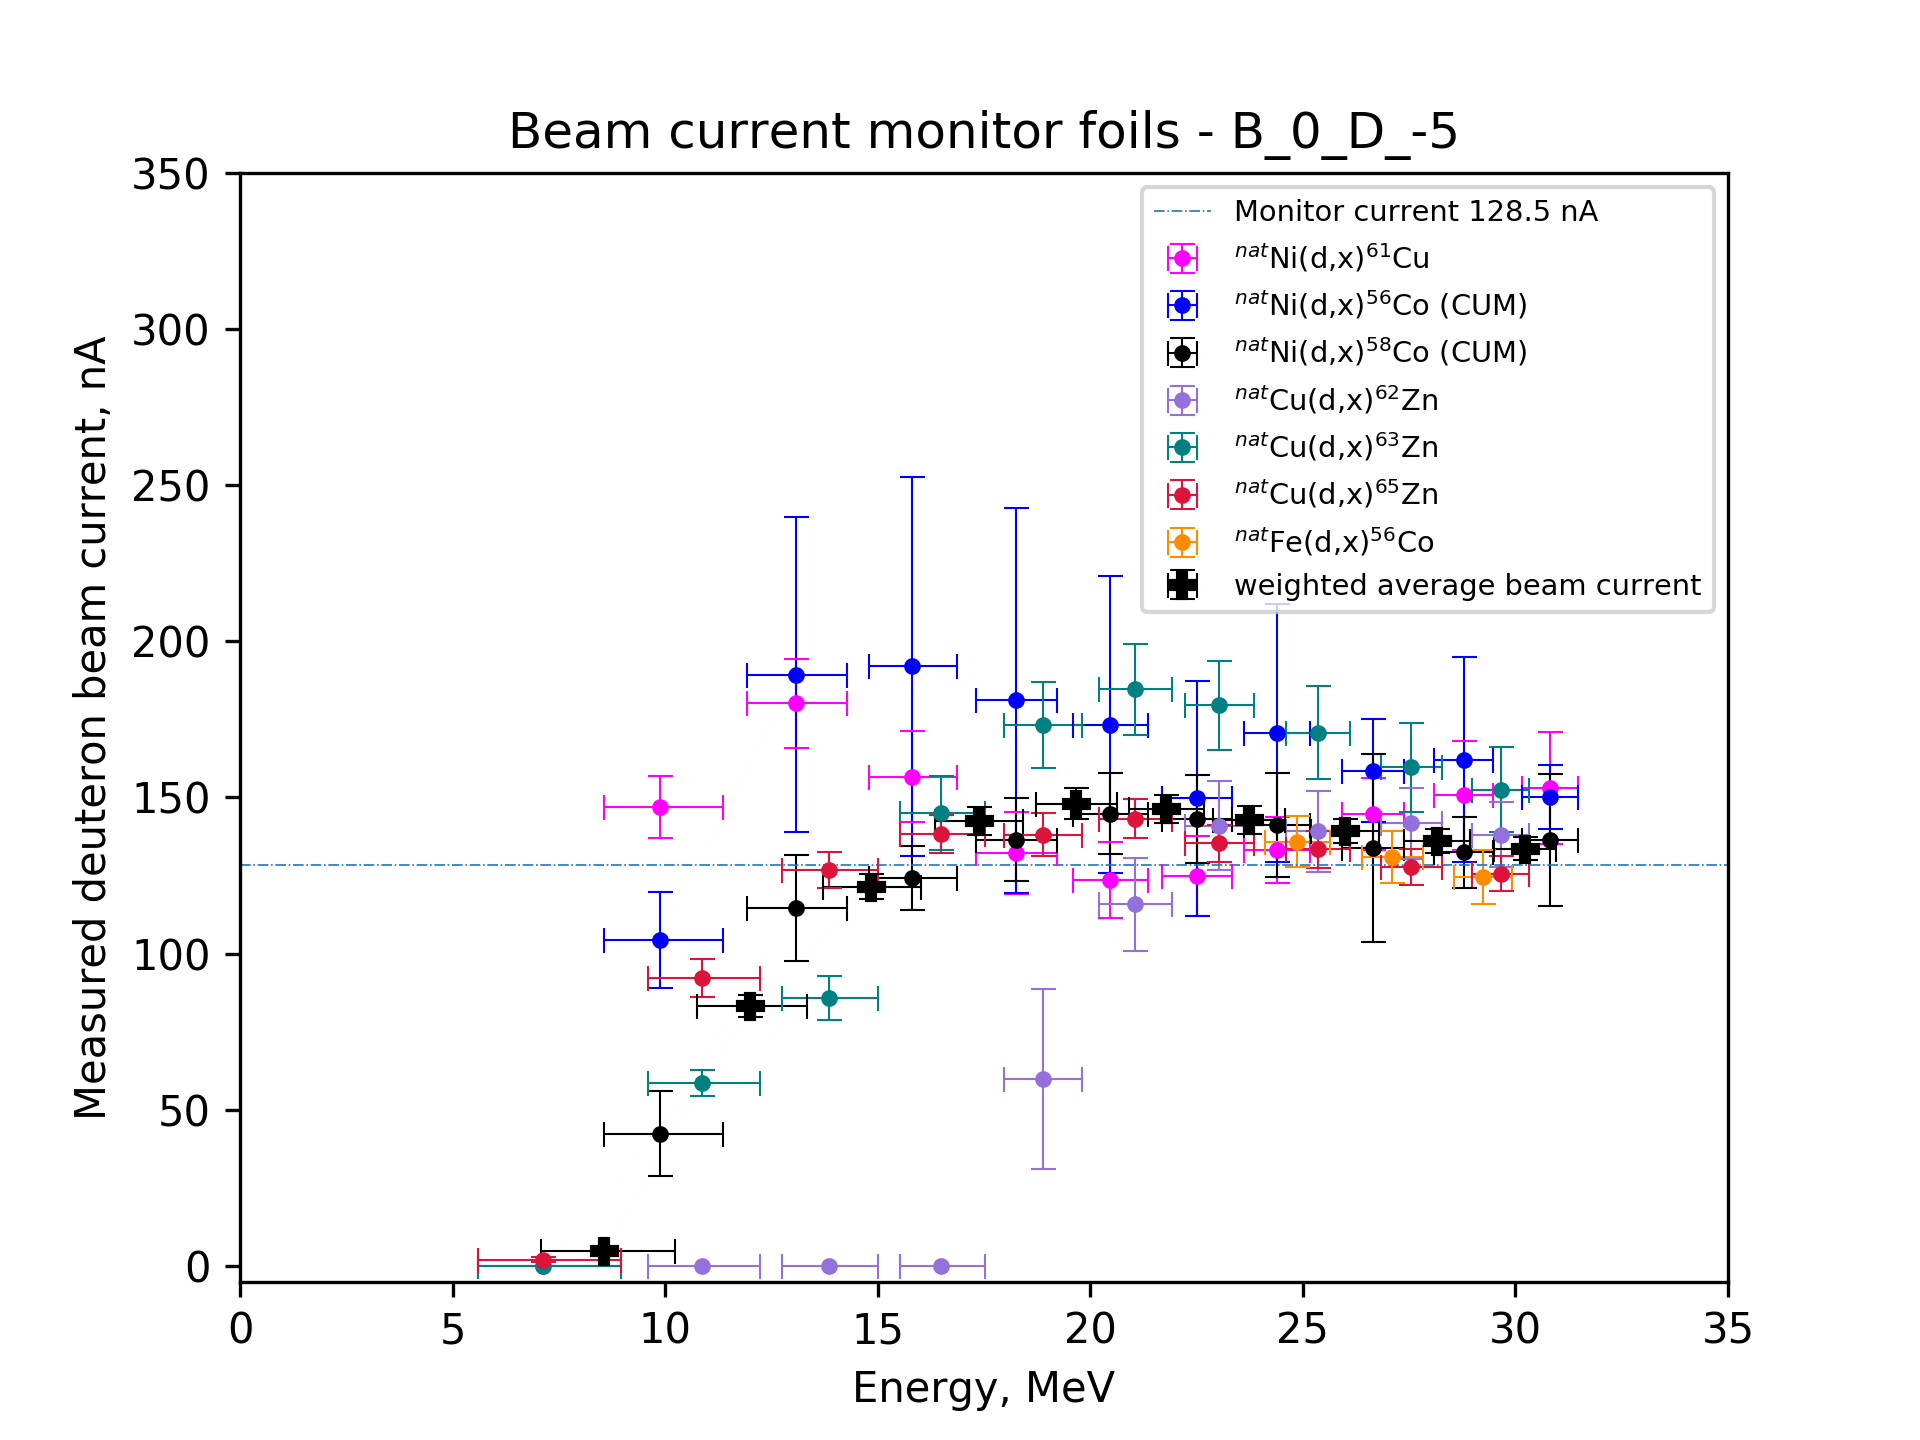 Beam current monitor foils - B_0_D_-5
350
300
250
200
150
100
50
0
Measured deuteron beam current, nA
Monitor current 128.5 nA
natNi(d,x)61Cu
natNi(d,x)56Co (CUM)
natNi(d,x)58Co (CUM)
natCu(d,x)62Zn
natCu(d,x)63Zn
natCu(d,x)65Zn
natFe(d,x)56Co
weighted average beam current
0 5 10 15 20 25 30 35
Energy, MeV